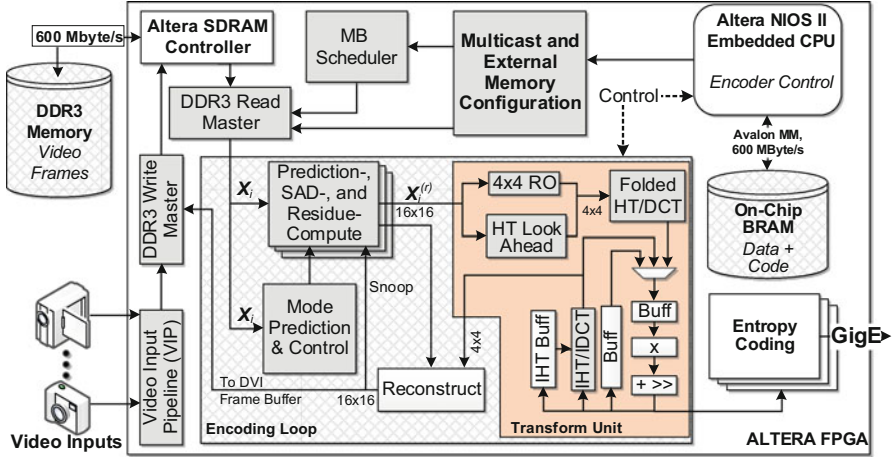 600 Mbyte/s
DDR3
Memory
Video
Frames
Altera SDRAM
Controller
MB
Scheduler
Multicast and
External
Memory
Configuration
Altera NIOS II
Embedded CPU
Encoder Control
Control
DDR3 Read
Master
Avalon MM,
600 MByte/s
On-Chip
BRAM
Data +
Code
DDR3 Write
Master
Xi
Prediction-,
SAD-, and
Residue-
Compute
Xi(r)
16x16
4x4 RO
HT Look
Ahead
4x4
Folded
HT/DCT
Snoop
Xi
Mode
Prediction
& Control
Buff
x
+ >>
IHT Buff
IHT/IDCT
Buff
4x4
Entropy
Coding
GigE
Video Input
Pipeline (VIP)
To DVI
Frame Buffer
16x16
Reconstruct
Video Inputs
Encoding Loop
Transform Unit
ALTERA FPGA